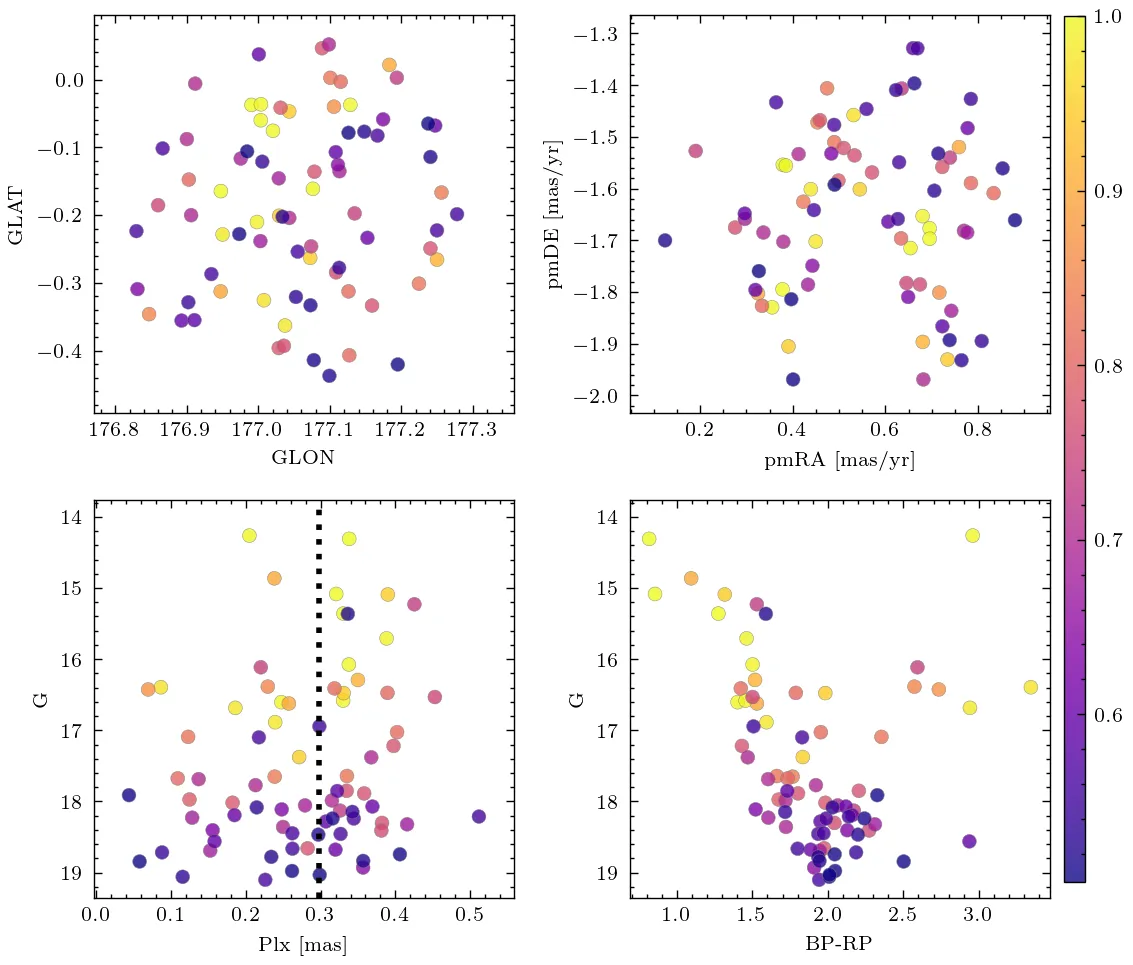 0.0
−0.1
−0.2
−0.3
−0.4
GLAT
176.8 176.9 177.0 177.1 177.2 177.3
GLON
−1.3
−1.4
−1.5
−1.6
−1.7
−1.8
−1.9
−2.0
pmDE [mas/yr]
0.2 0.4 0.6 0.8
pmRA [mas/yr]
1.0
0.9
0.8
0.7
0.6
14
15
16
17
18
19
G
0.0 0.1 0.2 0.3 0.4 0.5
Plx [mas]
14
15
16
17
18
19
G
1.0 1.5 2.0 2.5 3.0
BP-RP